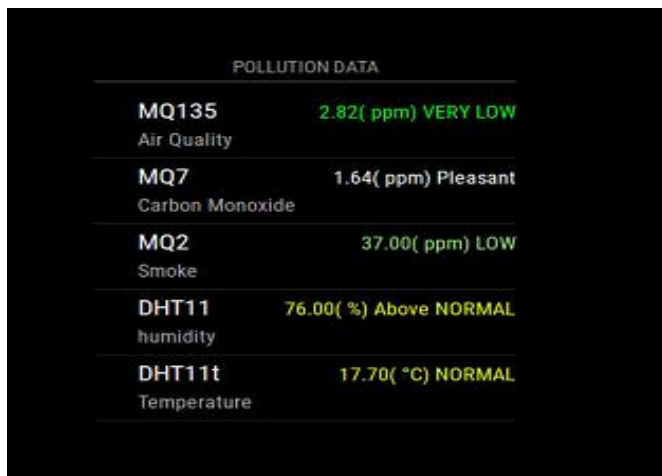 POLLUTION DATA
MQ135 2.82( ppm) VERY LOW
Air Quality
MQ7 1.64( ppm) Pleasant
Carbon Monoxide
MQ2 37.00( ppm) LOW
Smoke
DHT11 76.00( %) Above NORMAL
humidity
DHT11t 17.70( °C) NORMAL
Temperature